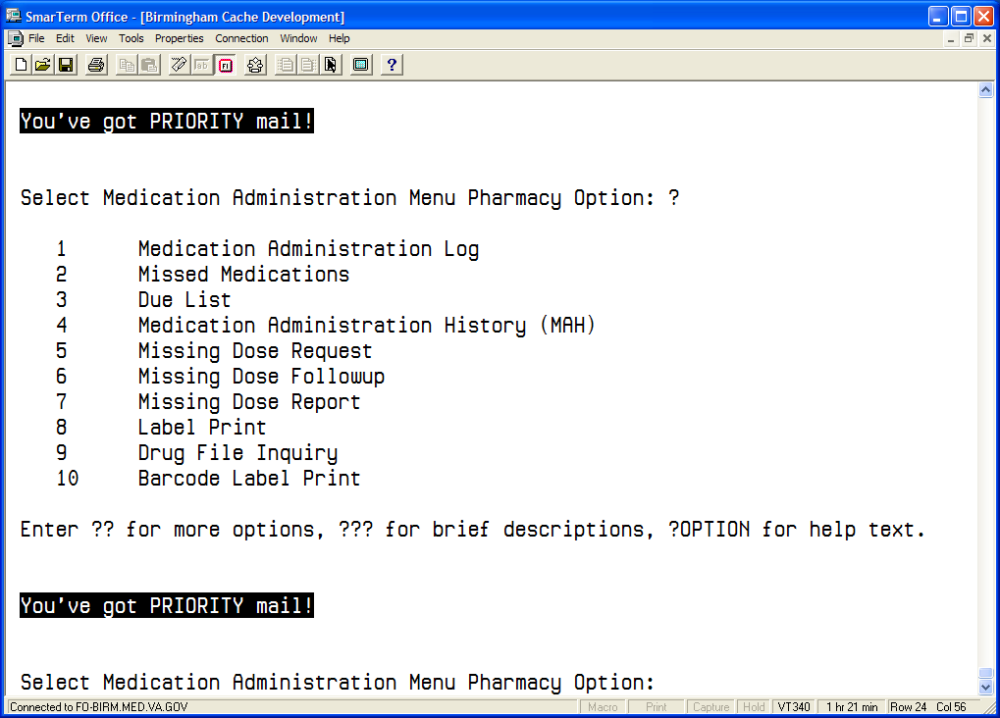 SmarTerm Office - [Birmingham Cache Development]
File Edit View Tools Properties Connection Window Help
You've got PRIORITY mail!
Select Medication Administration Menu Pharmacy Option: ?
1 Medication Administration Log
2 Missed Medications
3 Due List
4 Medication Administration History (MAH)
5 Missing Dose Request
6 Missing Dose Followup
7 Missing Dose Report
8 Label Print
9 Drug File Inquiry
10 Barcode Label Print
Enter ?? for more options, ??? for brief descriptions, ?OPTION for help text.
You've got PRIORITY mail!
Select Medication Administration Menu Pharmacy Option:
Connected to FO-BIRM.MED.VA.GOV Macro Print Capture Hold VT340 1 hr 21 min Row 24 Col 56